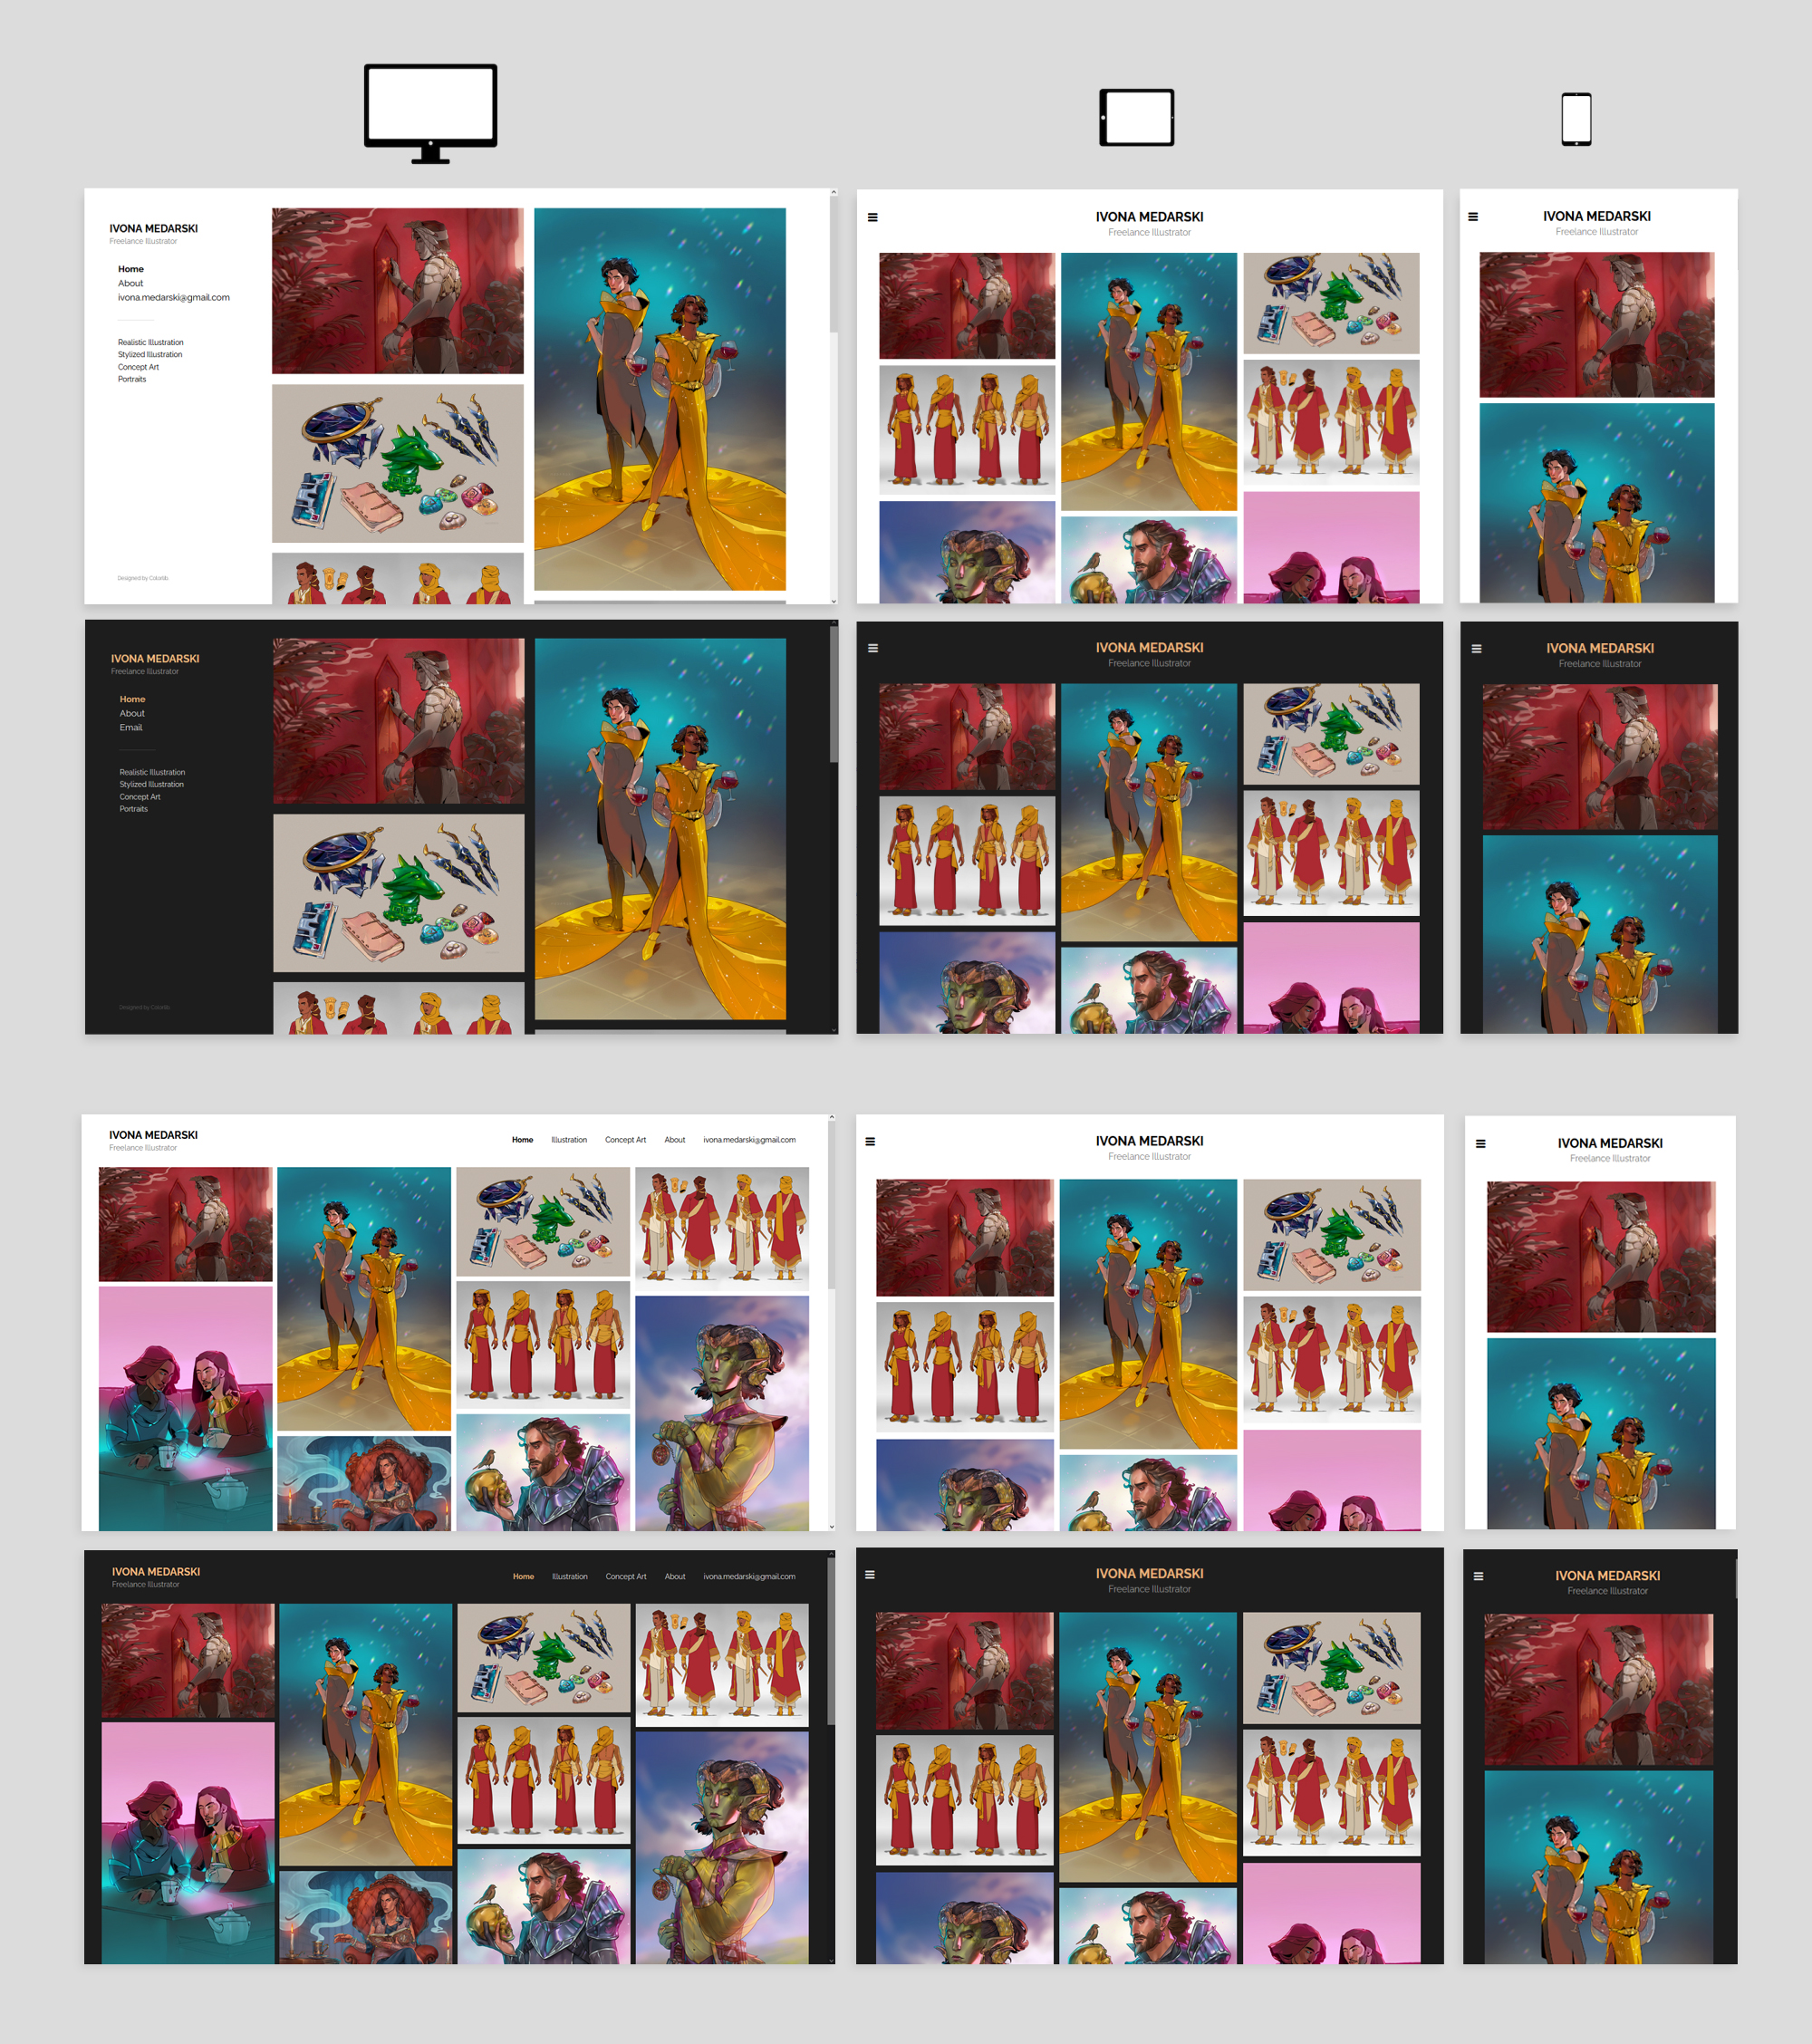 IVONA MEDARSKI
Freelance Illustrator
Home
About
ivona.medarski@gmail.com
Realistic Illustration
Stylized Illustration
Concept Art
Portraits
Designed by Colorlib
IVONA MEDARSKI
Freelance Illustrator
IVONA MEDARSKI
Freelance Illustrator
IVONA MEDARSKI
Freelance Illustrator
Home
About
Email
Realistic Illustration
Stylized Illustration
Concept Art
Portraits
Designed by Colorlib
IVONA MEDARSKI
Freelance Illustrator
IVONA MEDARSKI
Freelance Illustrator
IVONA MEDARSKI
Freelance Illustrator
Home Illustration Concept Art About ivona.medarski@gmail.com
IVONA MEDARSKI
Freelance Illustrator
IVONA MEDARSKI
Freelance Illustrator
IVONA MEDARSKI
Freelance Illustrator
Home Illustration Concept Art About ivona.medarski@gmail.com
IVONA MEDARSKI
Freelance Illustrator
IVONA MEDARSKI
Freelance Illustrator